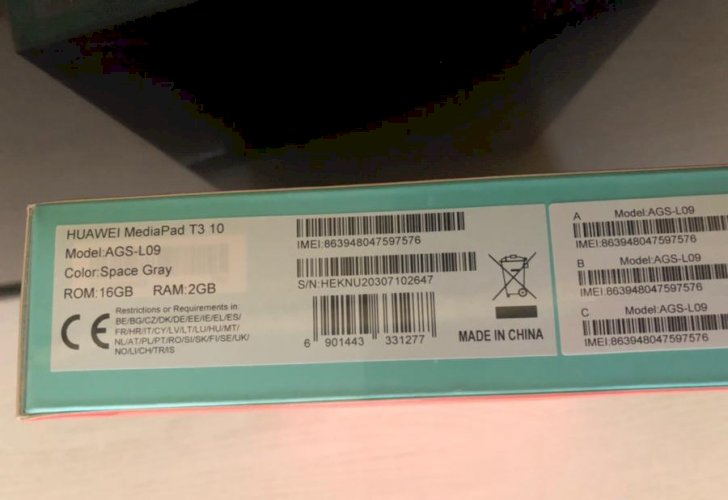 HUAWEI MediaPad T3 10
Model:AGS-L09
Color:Space Gray
ROM:16GB RAM:2GB
CE
Restrictions or Requirements in:
BE/BG/CZ/DK/DE/EE/IE/EL/ES/
FR/HR/IT/CY/LV/LT/LU/HU/MT/
NL/AT/PL/PT/RO/SI/SK/FI/SE/UK/
NO/LI/CH/TR/IS
IMEI:863948047597576
S/N:HEKNU20307102647
6 901443 331277
MADE IN CHINA
A Model:AGS-L09
IMEI:863948047597576
B Model:AGS-L09
IMEI:863948047597576
C Model:AGS-L09
IMEI:863948047597576